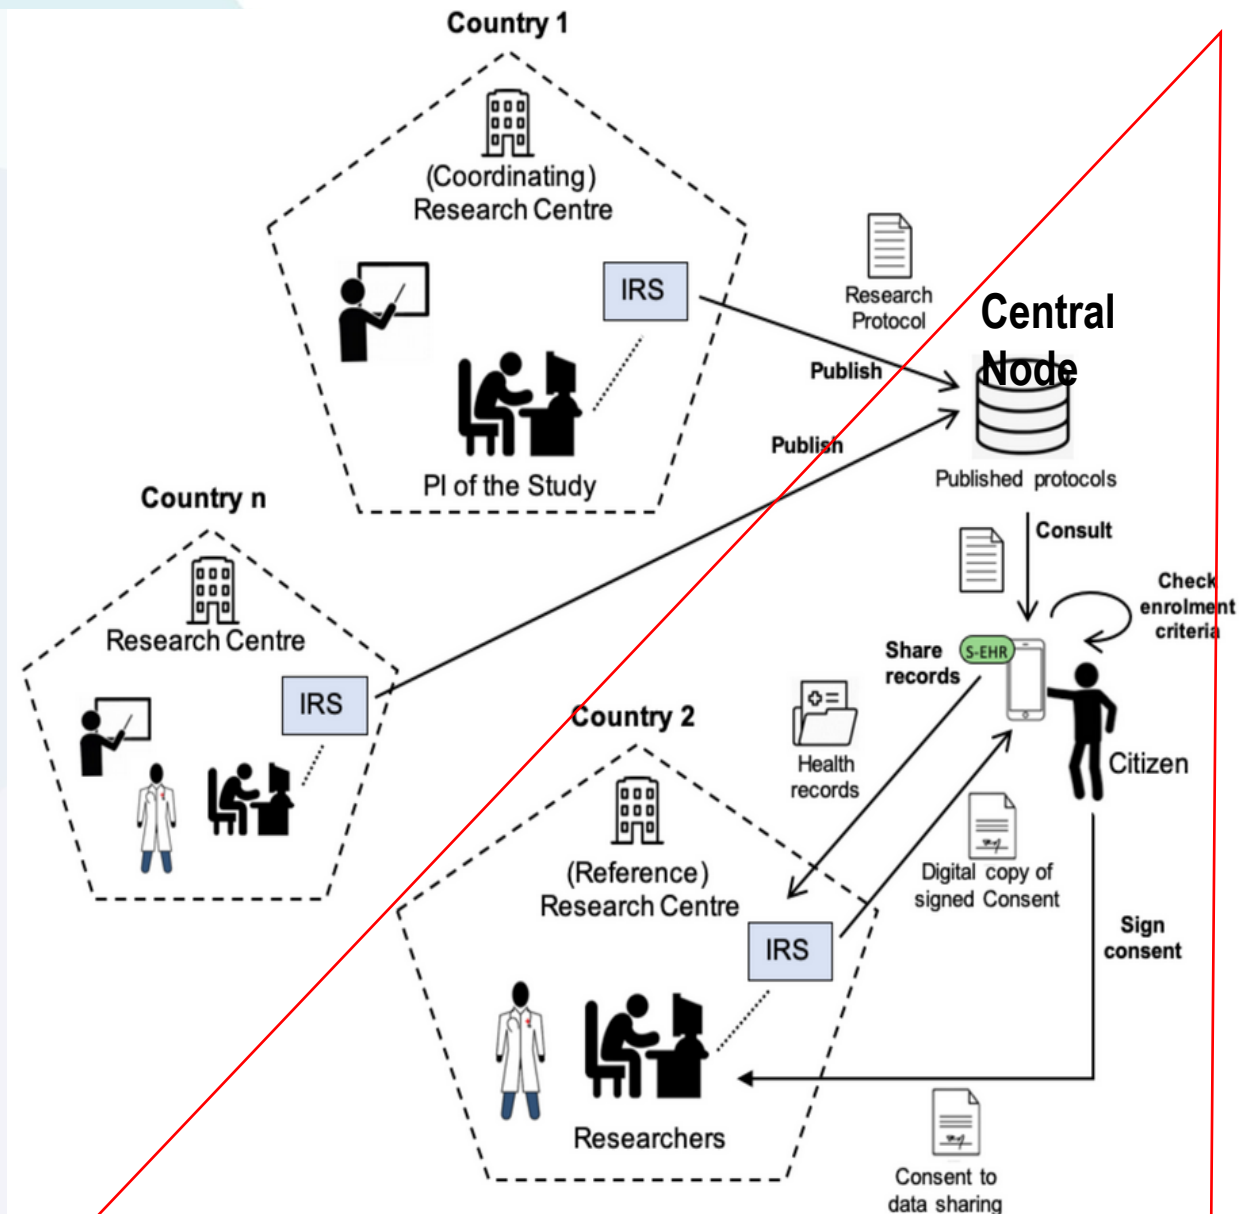 Country 1
(Coordinating)
Research Centre
IRS
PI of the Study
Research
Protocol
Publish
Central
Node
Published protocols
Publish
Country n
Research Centre
IRS
Consult
Check
enrolment
criteria
Share
records
S-EHR
Citizen
Country 2
(Reference)
Research Centre
IRS
Researchers
Health
records
Digital copy of
signed Consent
Sign
consent
Consent to
data sharing